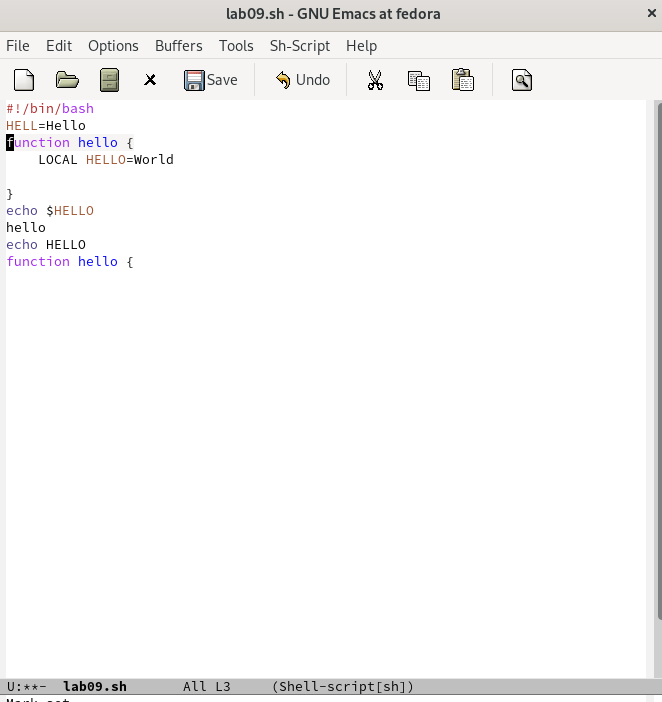 lab09.sh - GNU Emacs at fedora
File Edit Options Buffers Tools Sh-Script Help
Save Undo
#!/bin/bash
HELL=Hello
function hello {
    LOCAL HELLO=World
}
echo $HELLO
hello
echo HELLO
function hello {
U:**-  lab09.sh       All L3     (Shell-script[sh])